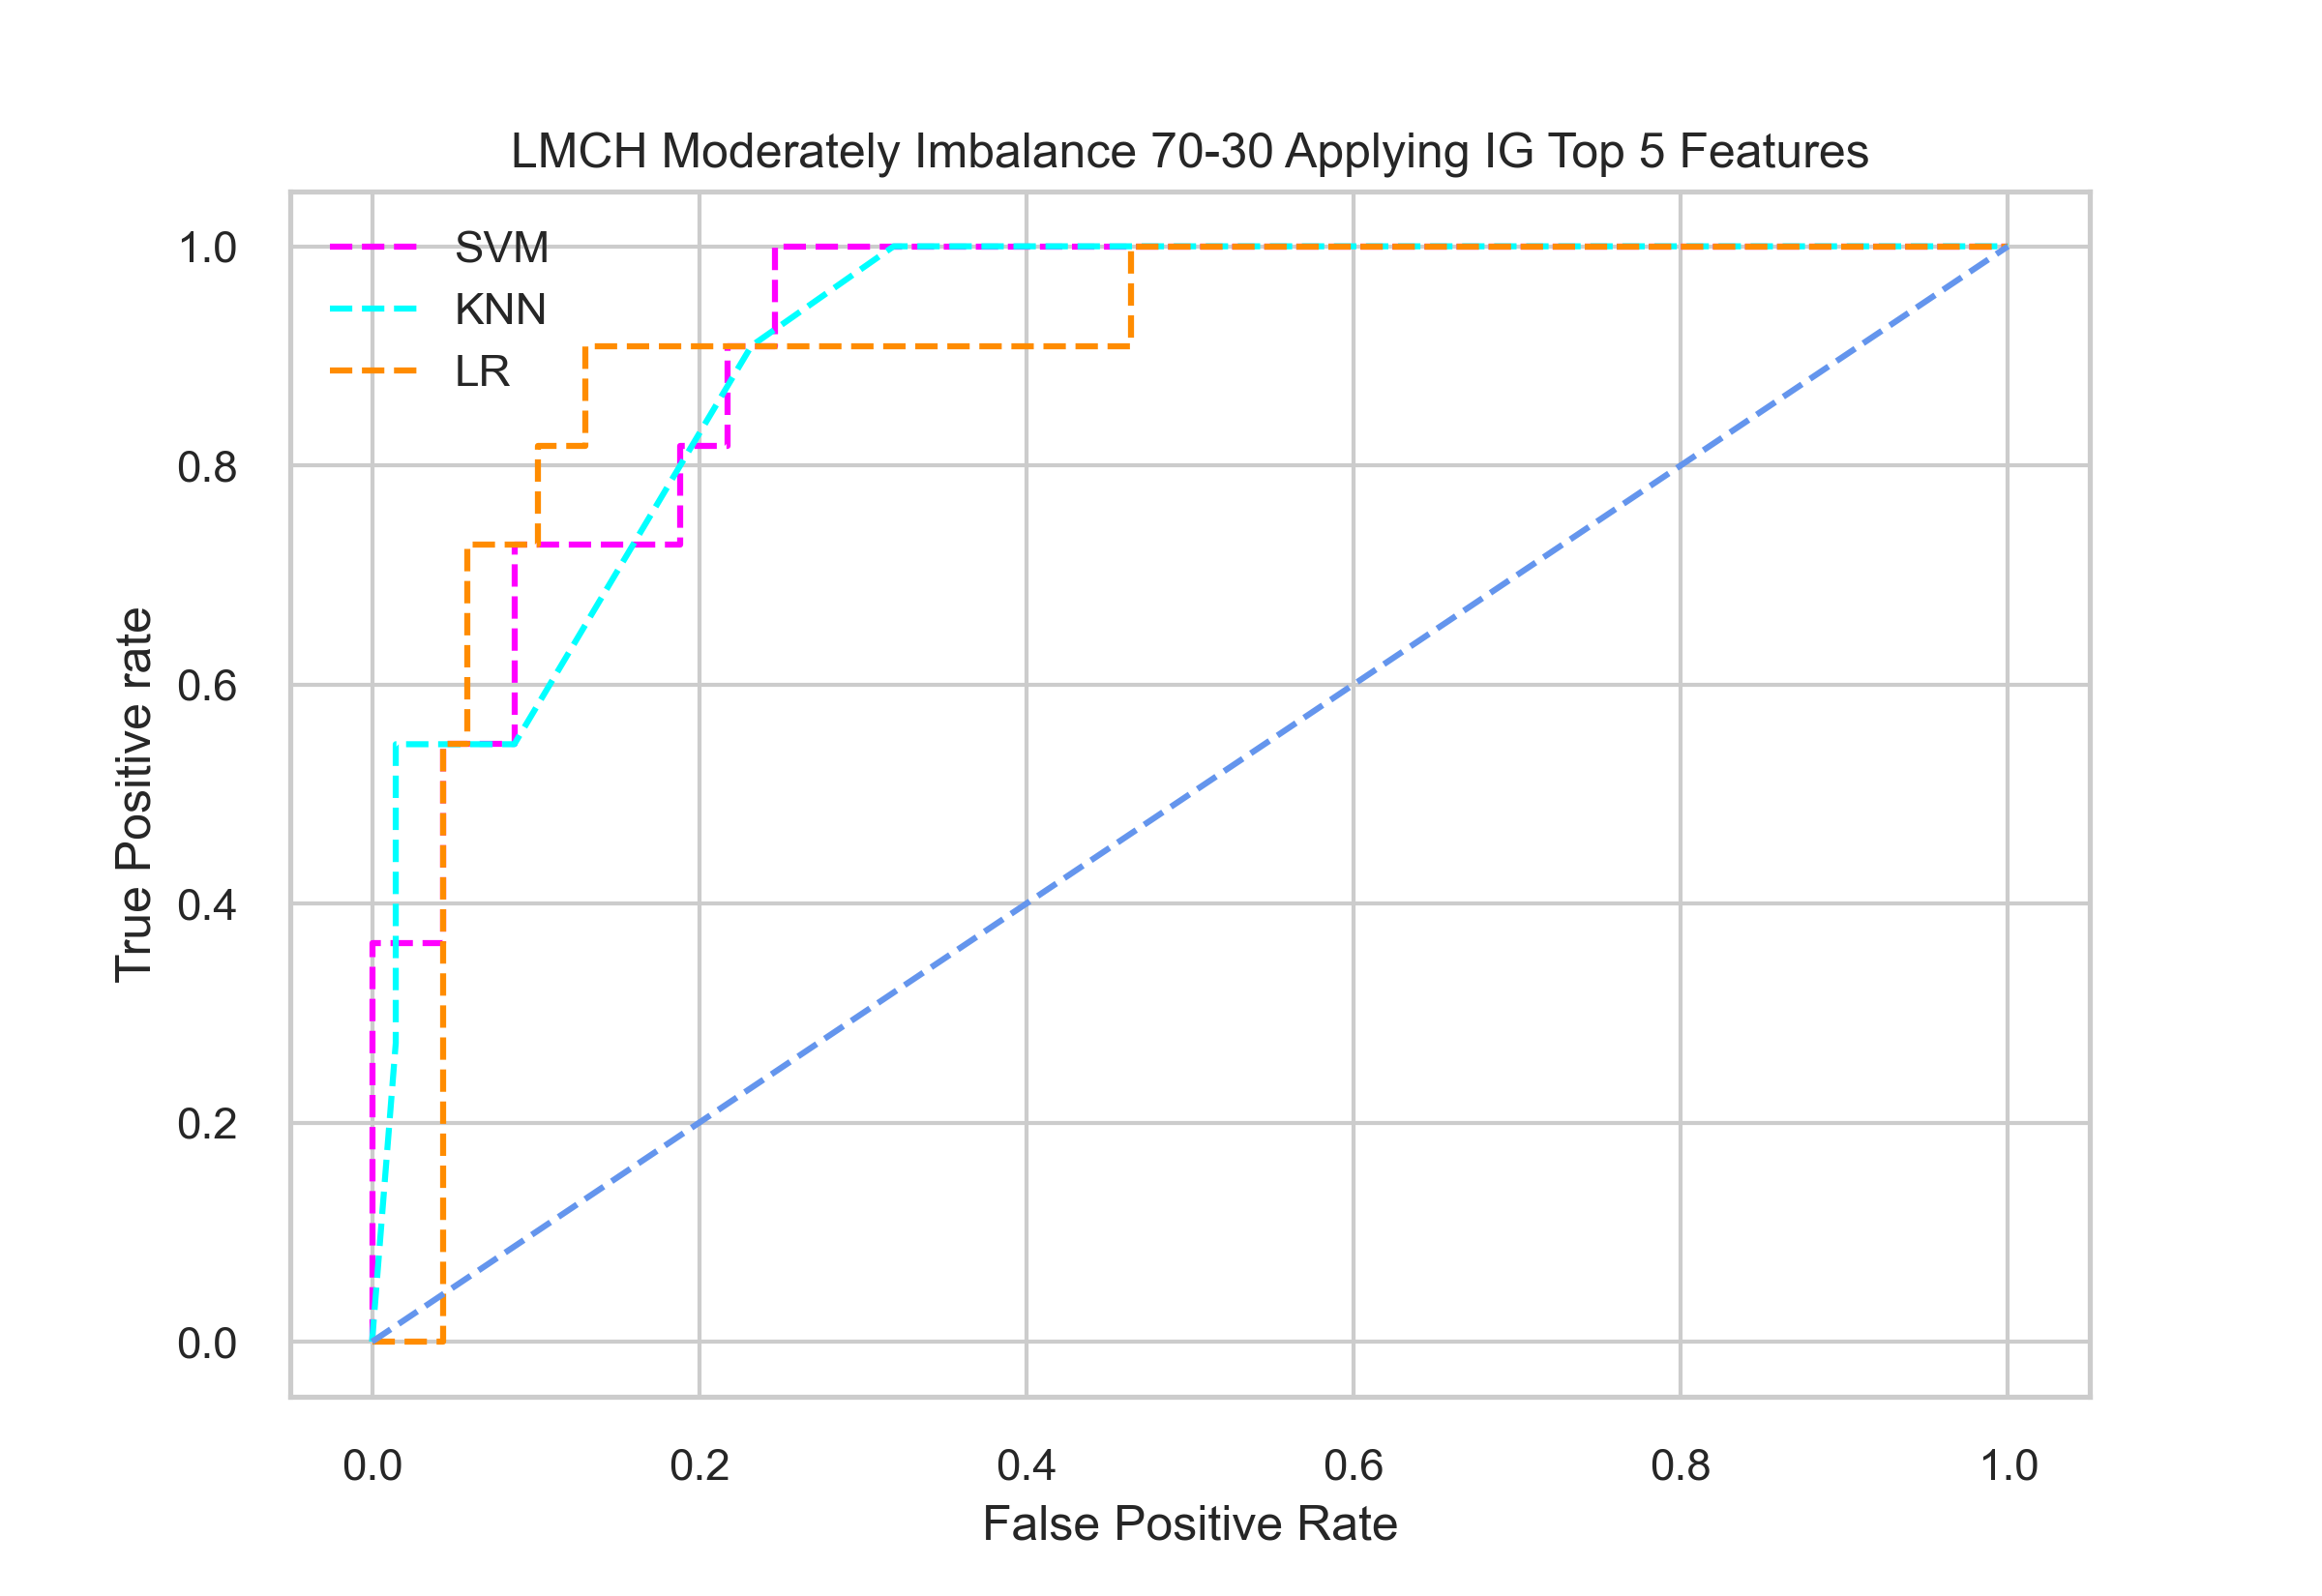 LMCH Moderately Imbalance 70-30 Applying IG Top 5 Features
SVM
KNN
LR
1.0
0.8
0.6
0.4
0.2
0.0
True Positive rate
0.0 0.2 0.4 0.6 0.8 1.0
False Positive Rate